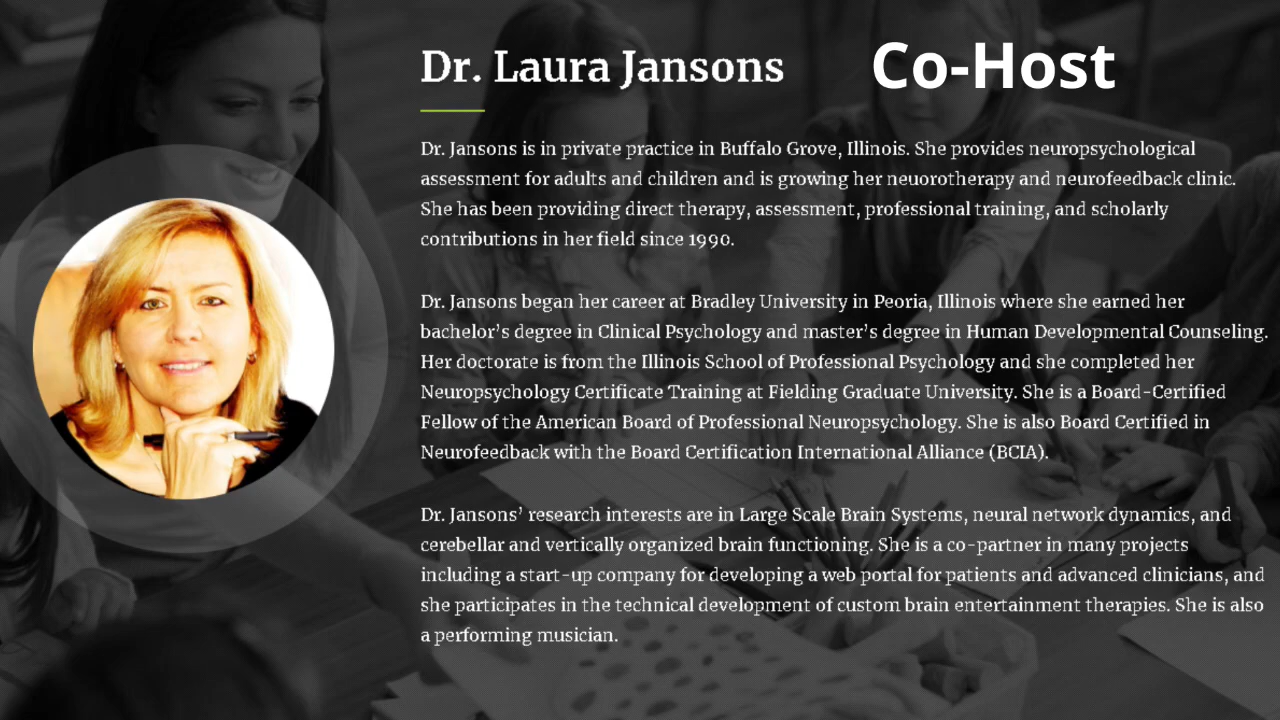 Dr. Laura Jansons
Co-Host
Dr. Jansons is in private practice in Buffalo Grove, Illinois. She provides neuropsychological
assessment for adults and children and is growing her neuorotherapy and neurofeedback clinic.
She has been providing direct therapy, assessment, professional training, and scholarly
contributions in her field since 1990.
Dr. Jansons began her career at Bradley University in Peoria, Illinois where she earned her
bachelor’s degree in Clinical Psychology and master’s degree in Human Developmental Counseling.
Her doctorate is from the Illinois School of Professional Psychology and she completed her
Neuropsychology Certificate Training at Fielding Graduate University. She is a Board-Certified
Fellow of the American Board of Professional Neuropsychology. She is also Board Certified in
Neurofeedback with the Board Certification International Alliance (BCIA).
Dr. Jansons’ research interests are in Large Scale Brain Systems, neural network dynamics, and
cerebellar and vertically organized brain functioning. She is a co-partner in many projects
including a start-up company for developing a web portal for patients and advanced clinicians, and
she participates in the technical development of custom brain entertainment therapies. She is also
a performing musician.